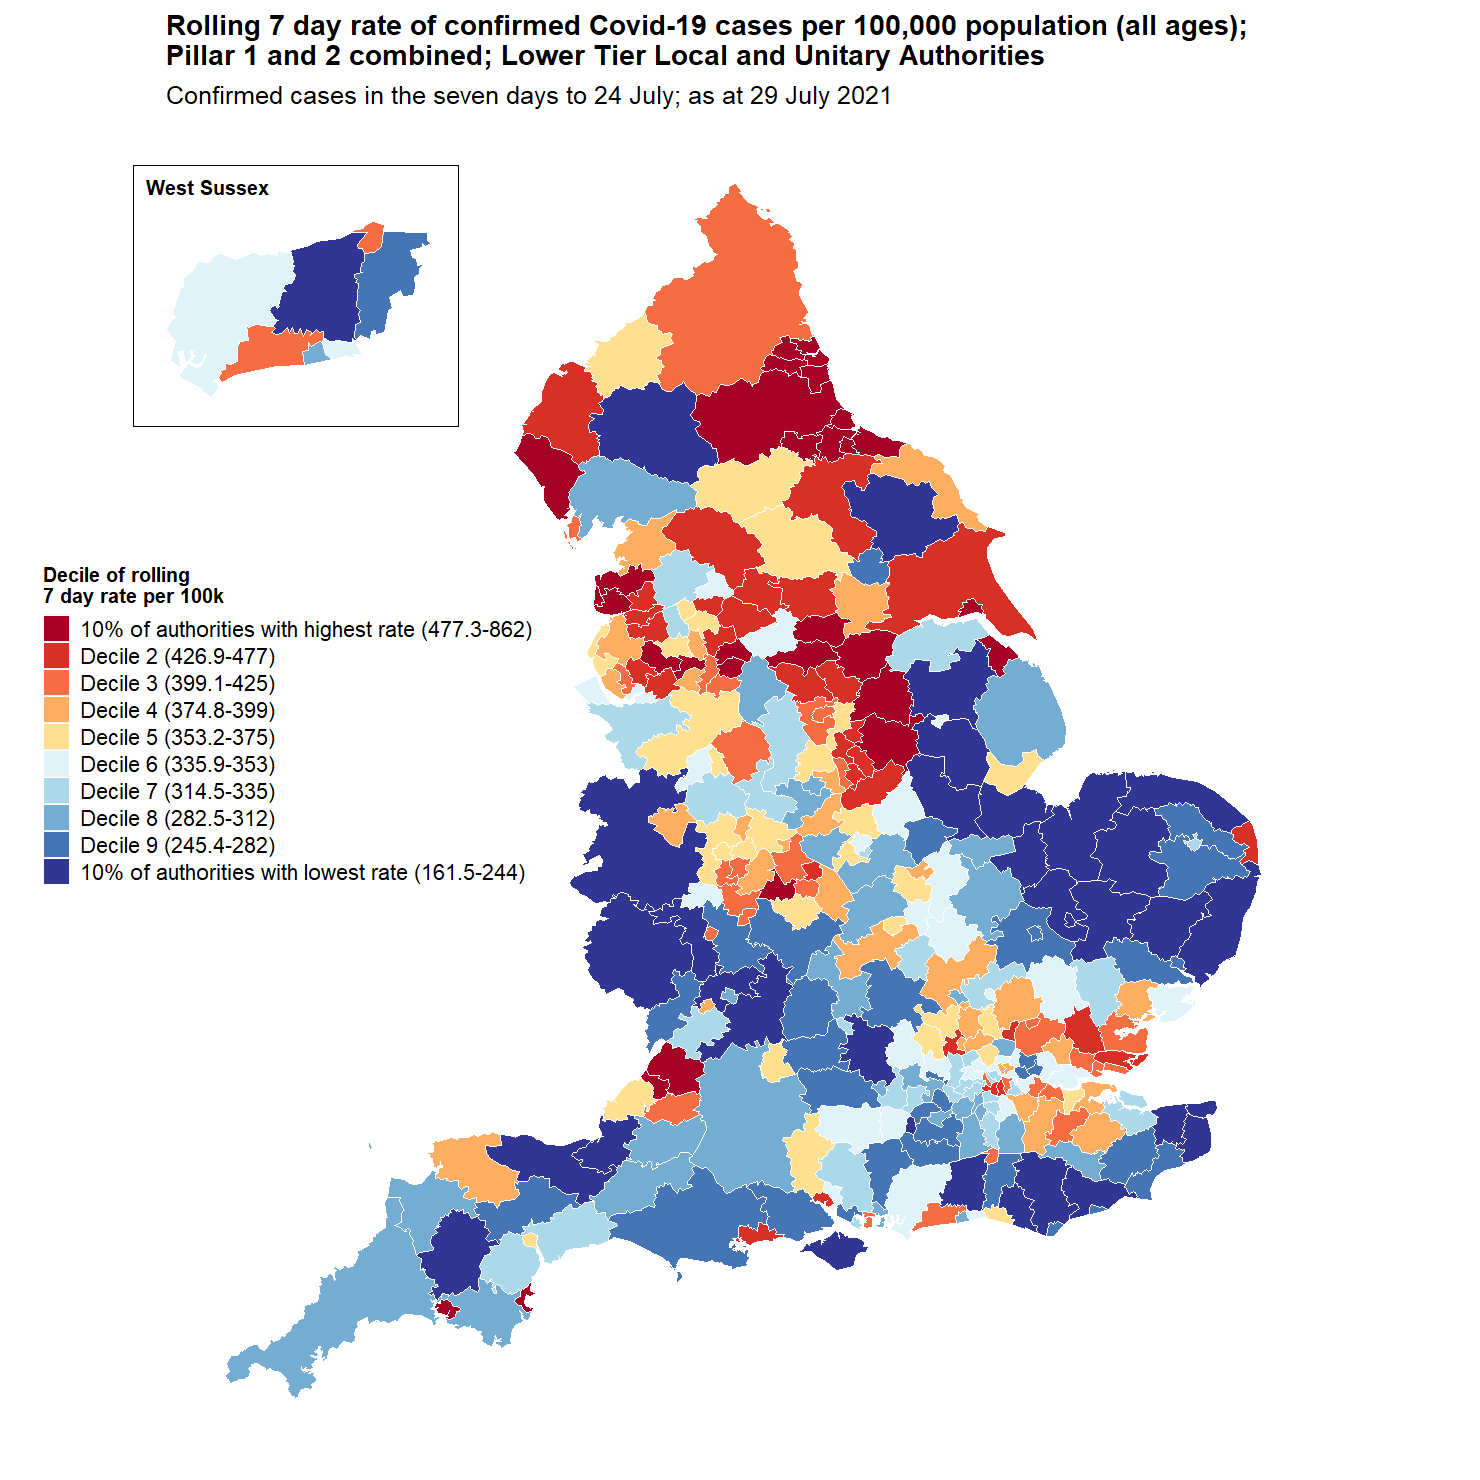 Rolling 7 day rate of confirmed Covid-19 cases per 100,000 population (all ages);
Pillar 1 and 2 combined; Lower Tier Local and Unitary Authorities
Confirmed cases in the seven days to 24 July; as at 29 July 2021
West Sussex
Decile of rolling
7 day rate per 100k
10% of authorities with highest rate (477.3-862)
Decile 2 (426.9-477)
Decile 3 (399.1-425)
Decile 4 (374.8-399)
Decile 5 (353.2-375)
Decile 6 (335.9-353)
Decile 7 (314.5-335)
Decile 8 (282.5-312)
Decile 9 (245.4-282)
10% of authorities with lowest rate (161.5-244)